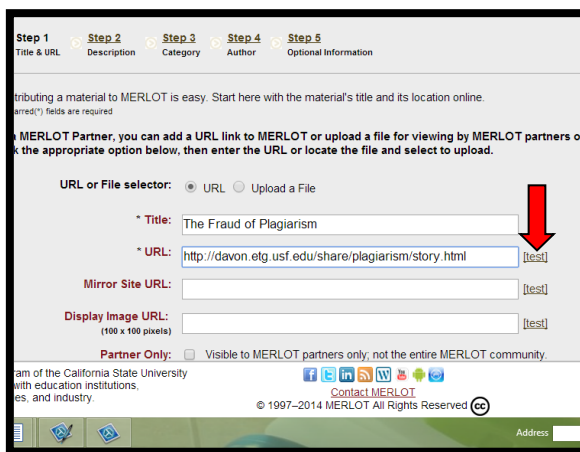 Step 1 Step 2 Step 3 Step 4 Step 5
Title & URL Description Category Author Optional Information
tributing a material to MERLOT is easy. Start here with the material's title and its location online.
arred(*) fields are required
MERLOT Partner, you can add a URL link to MERLOT or upload a file for viewing by MERLOT partners o
k the appropriate option below, then enter the URL or locate the file and select to upload.
URL or File selector: URL Upload a File
* Title: The Fraud of Plagiarism
* URL: http://davon.etg.usf.edu/share/plagiarism/story.html [test]
Mirror Site URL: [test]
Display Image URL: [test]
(100 x 100 pixels)
Partner Only: Visible to MERLOT partners only; not the entire MERLOT community.
ram of the California State University
with education institutions,
es, and industry.
Contact MERLOT
© 1997–2014 MERLOT All Rights Reserved cc
Address